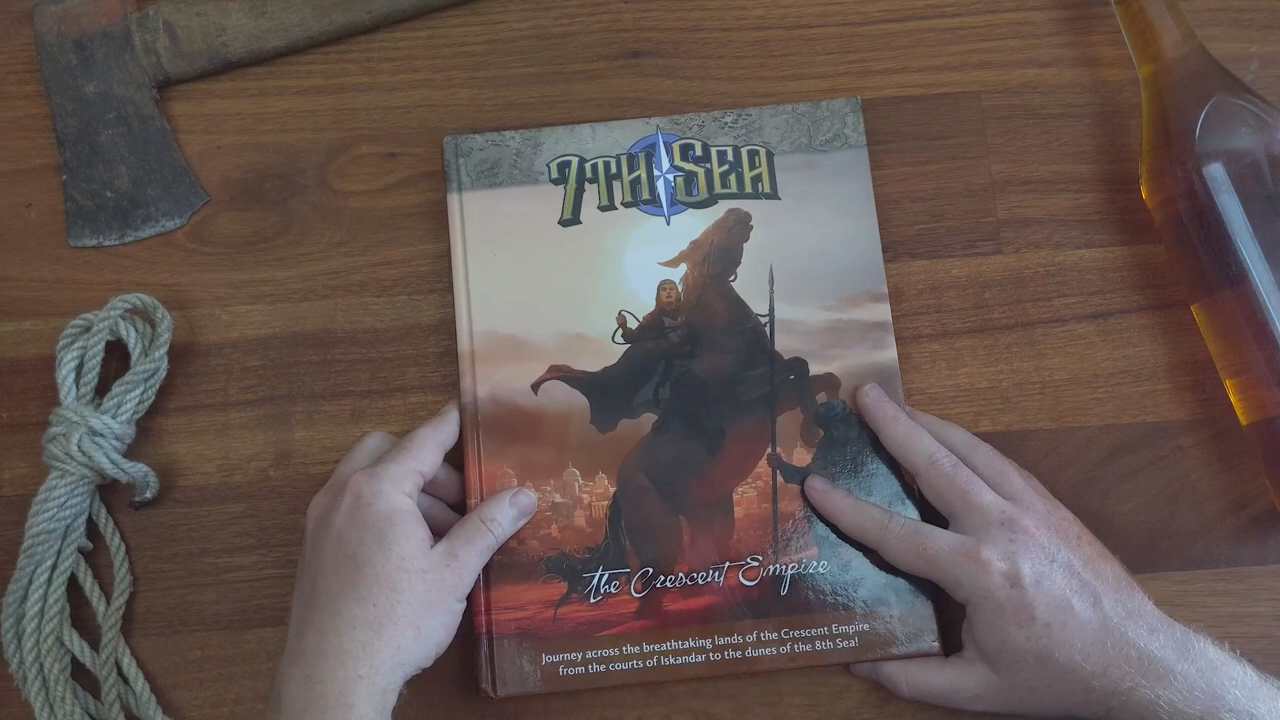 7TH SEA
the Crescent Empire
Journey across the breathtaking lands of the Crescent Empire
from the courts of Iskandar to the dunes of the 8th Sea!